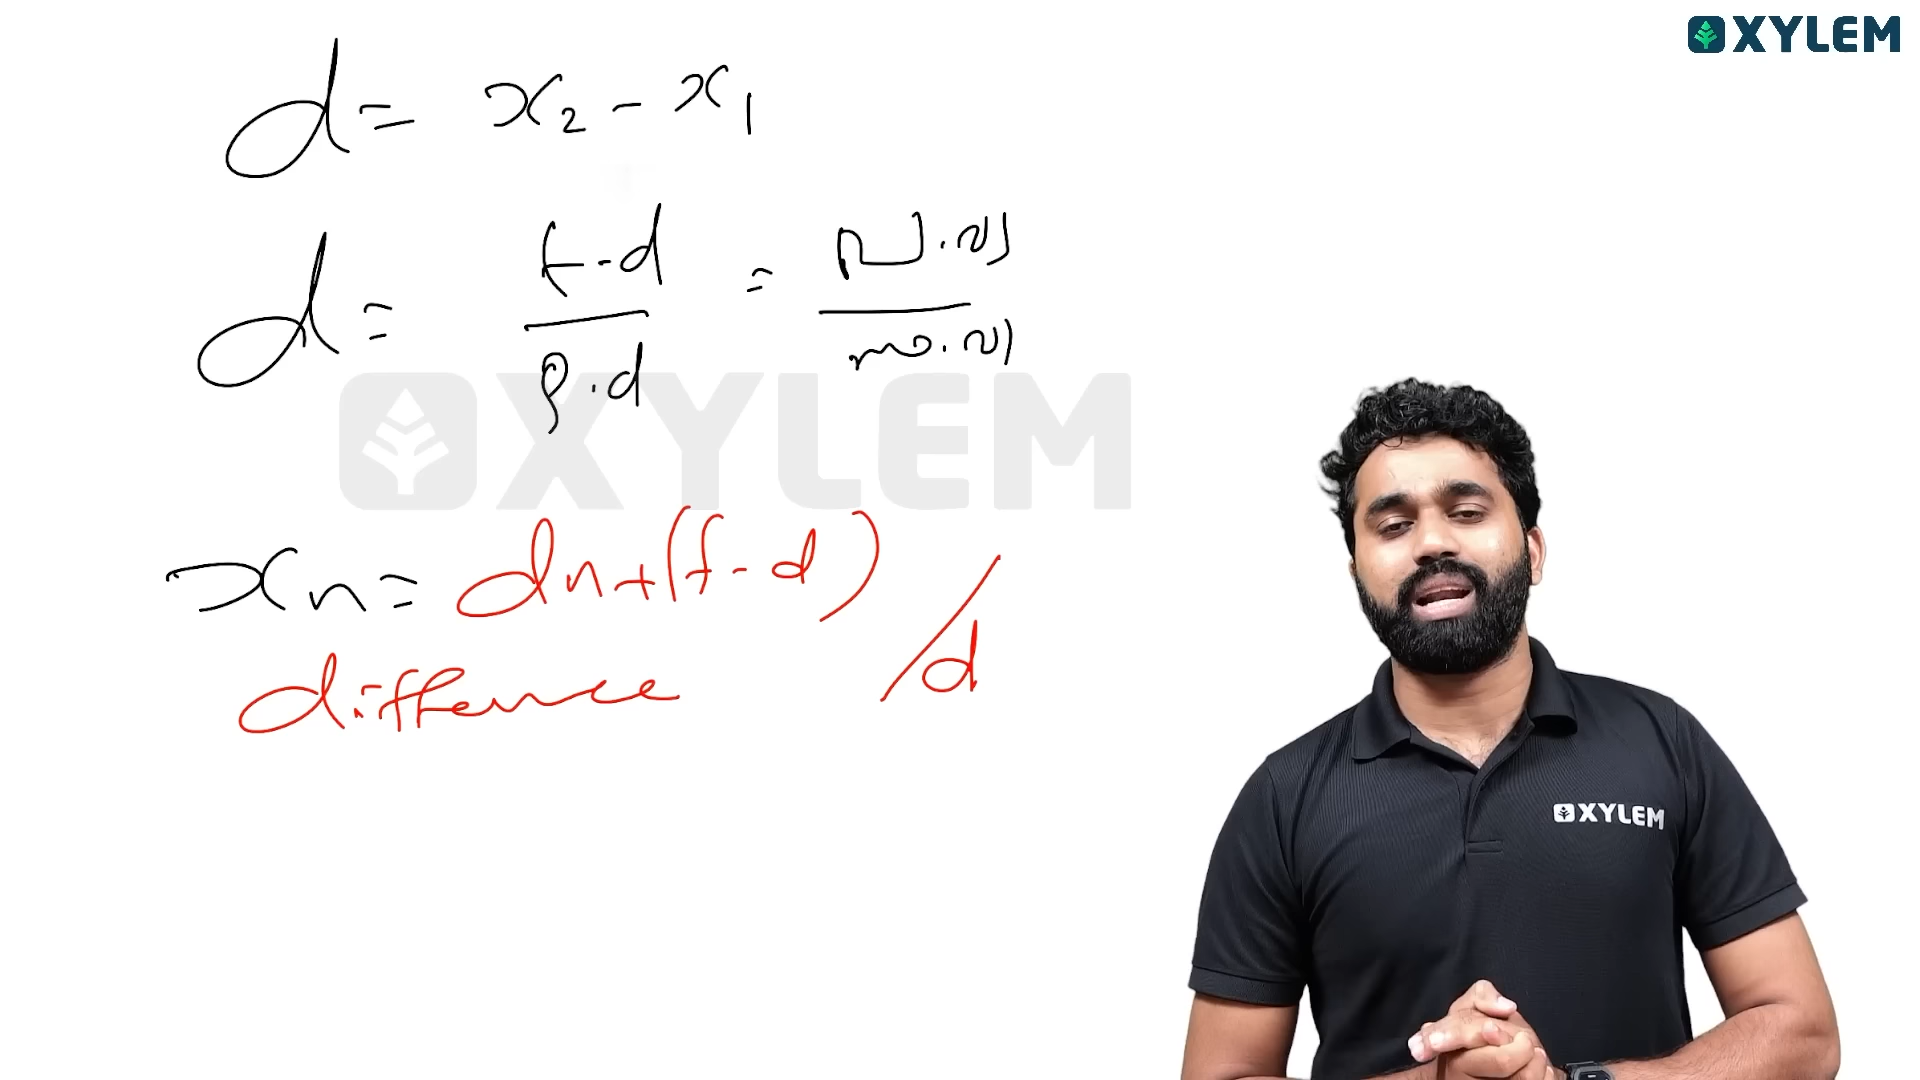 XYLEM
d = x₂ - x₁
d = t-d / p.d = പ.വ്യ / സ്ഥ.വ്യ
XYLEM
xₙ = dn + (f - d)
difference / d
XYLEM